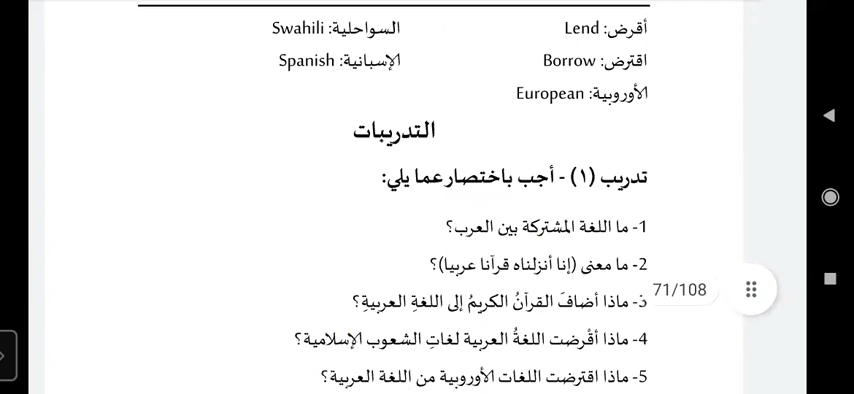 أقرض: Lend
السواحلية: Swahili
اقترض: Borrow
الإسبانية: Spanish
الأوروبية: European
التدريبات
تدريب (١) - أجب باختصار عما يلي:
1- ما اللغة المشتركة بين العرب؟
2- ما معنى (إنا أنزلناه قرآنا عربيا)؟
3- ماذا أضافَ القرآنُ الكريمُ إلى اللغةِ العربيةِ؟
71/108
4- ماذا أقْرضت اللغةُ العربية لغاتِ الشعوب الإسلامية؟
5- ماذا اقترضت اللغات الأوروبية من اللغة العربية؟